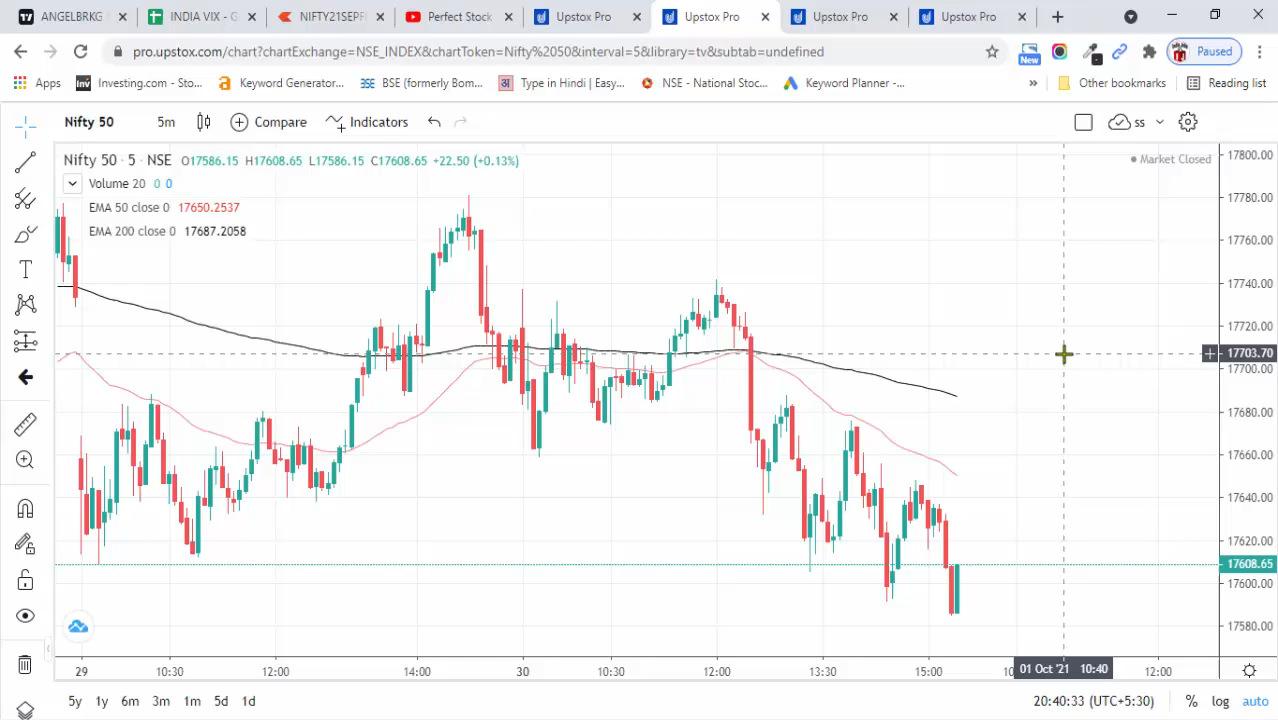 ANGELBRKG
INDIA VIX - G
NIFTY21SEPF
Perfect Stock
Upstox Pro
Upstox Pro
Upstox Pro
Upstox Pro
pro.upstox.com/chart?chartExchange=NSE_INDEX&chartToken=Nifty%2050&interval=5&library=tv&subtab=undefined
New
Paused
Apps
Inv Investing.com - Sto...
Keyword Generator...
BSE (formerly Bom...
Type in Hindi | Easy...
NSE - National Stoc...
Keyword Planner -...
»
Other bookmarks
Reading list
Nifty 50
5m
Compare
Indicators
ss
Nifty 50 · 5 · NSE O17586.15 H17608.65 L17586.15 C17608.65 +22.50 (+0.13%)
Market Closed
Volume 20 0 0
EMA 50 close 0 17650.2537
EMA 200 close 0 17687.2058
17800.00
17780.00
17760.00
17740.00
17720.00
17703.70
17700.00
17680.00
17660.00
17640.00
17620.00
17608.65
17600.00
17580.00
29 10:30 12:00 14:00 30 10:30 12:00 13:30 15:00 01 Oct '21 10:40 12:00
5y 1y 6m 3m 1m 5d 1d
20:40:33 (UTC+5:30) % log auto